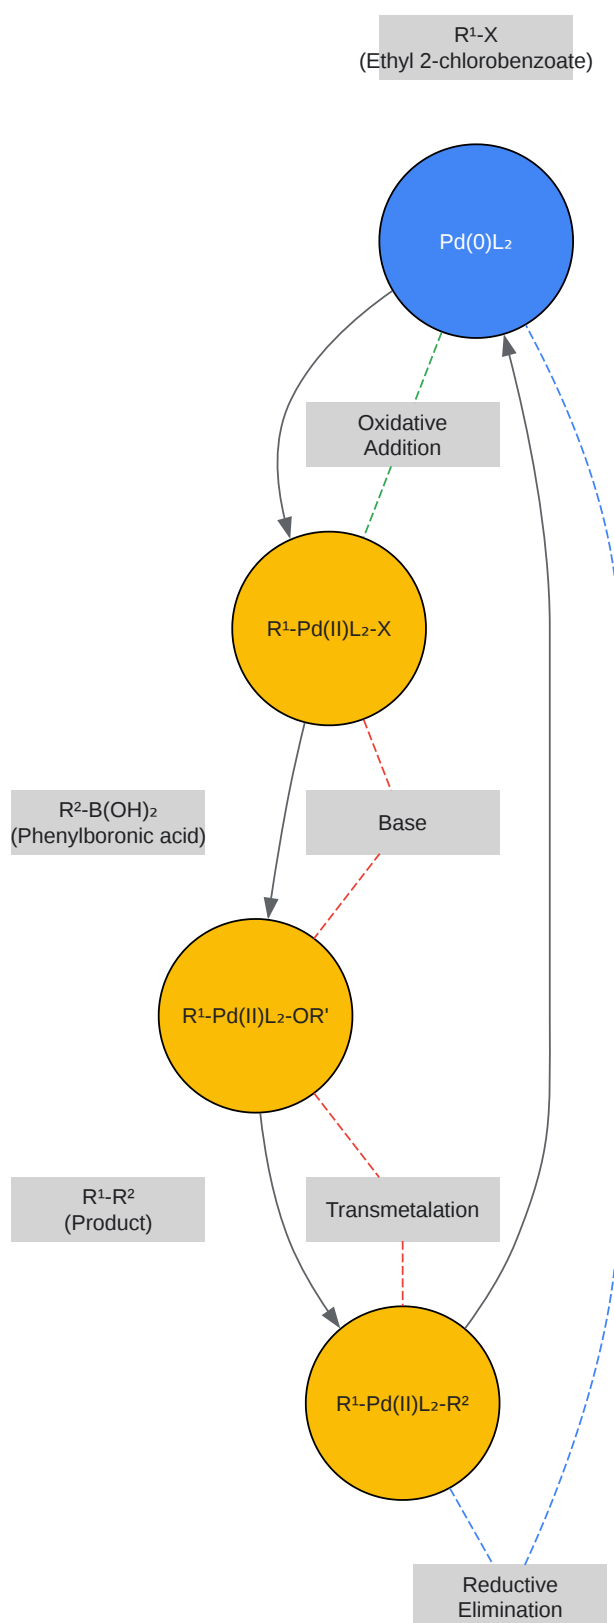 R¹-X
(Ethyl 2-chlorobenzoate)
Pd(0)L₂
Oxidative
Addition
R¹-Pd(II)L₂-X
R²-B(OH)₂
(Phenylboronic acid)
Base
R¹-Pd(II)L₂-OR'
R¹-R²
(Product)
Transmetalation
R¹-Pd(II)L₂-R²
Reductive
Elimination